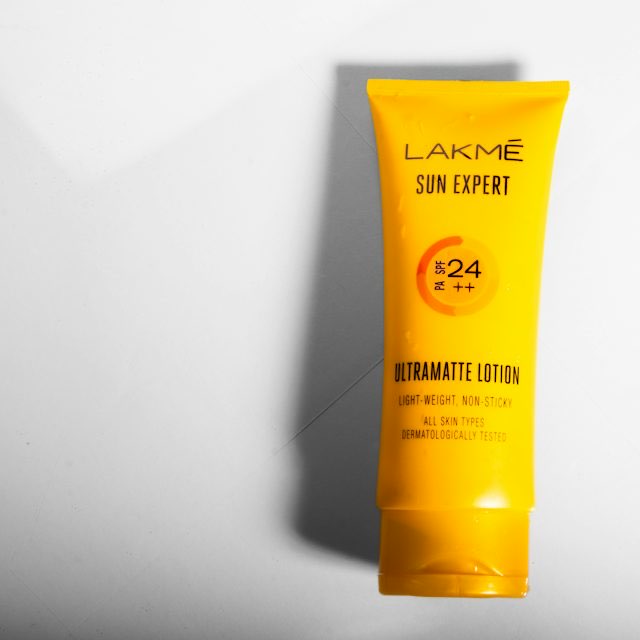 LAKMÉ
SUN EXPERT
PA SPF 24 ++
ULTRAMATTE LOTION
LIGHT-WEIGHT, NON-STICKY
ALL SKIN TYPES
DERMATOLOGICALLY TESTED